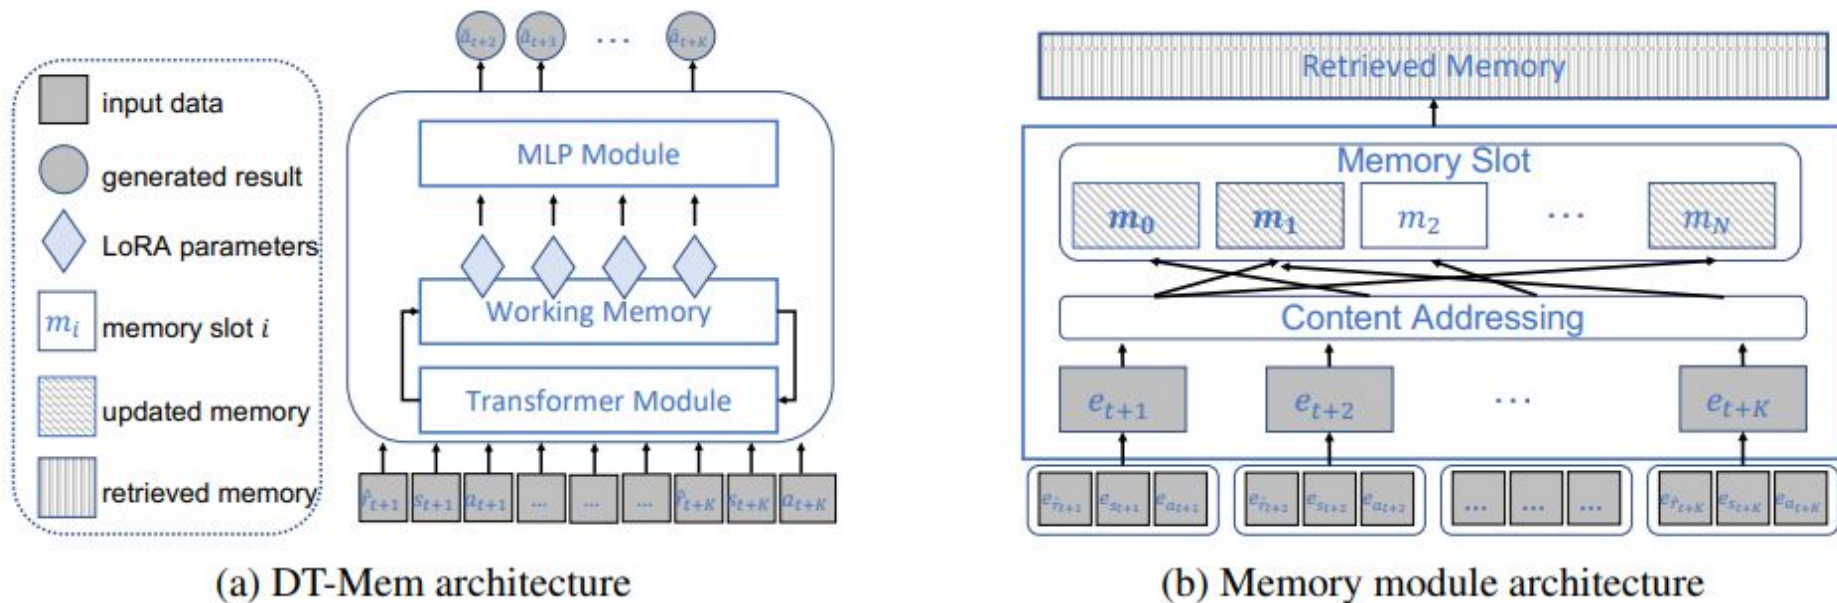 input data
generated result
LoRA parameters
m_i memory slot i
updated memory
retrieved memory
â_{t+2} â_{t+3} ... â_{t+K}
MLP Module
Working Memory
Transformer Module
r̂_{t+1} s_{t+1} a_{t+1} ... ... ... r̂_{t+K} s_{t+K} a_{t+K}
(a) DT-Mem architecture
Retrieved Memory
Memory Slot
m_0 m_1 m_2 ... m_N
Content Addressing
e_{t+1} e_{t+2} ... e_{t+K}
e_{r̂_{t+1}} e_{s_{t+1}} e_{a_{t+1}} e_{r̂_{t+2}} e_{s_{t+2}} e_{a_{t+2}} ... ... ... e_{r̂_{t+K}} e_{s_{t+K}} e_{a_{t+K}}
(b) Memory module architecture